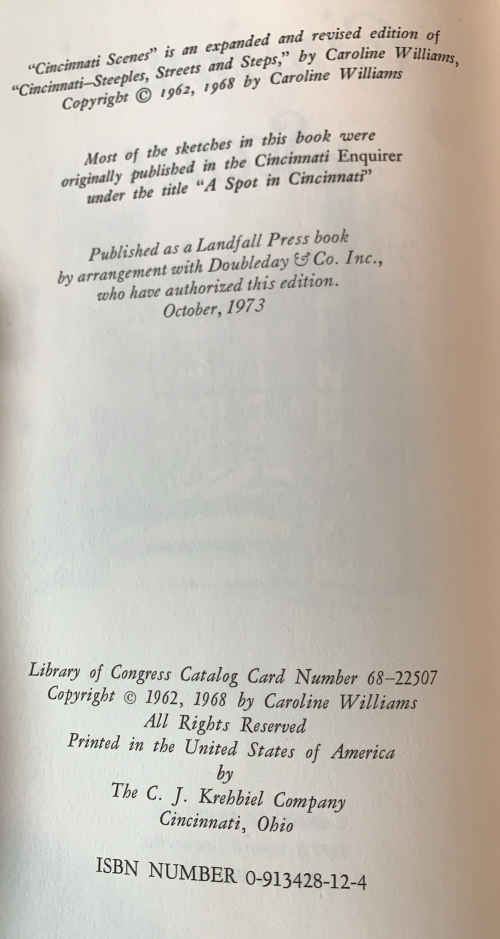 “Cincinnati Scenes” is an expanded and revised edition of
“Cincinnati—Steeples, Streets and Steps,” by Caroline Williams,
Copyright © 1962, 1968 by Caroline Williams
Most of the sketches in this book were
originally published in the Cincinnati Enquirer
under the title “A Spot in Cincinnati”
Published as a Landfall Press book
by arrangement with Doubleday & Co. Inc.,
who have authorized this edition.
October, 1973
Library of Congress Catalog Card Number 68–22507
Copyright © 1962, 1968 by Caroline Williams
All Rights Reserved
Printed in the United States of America
by
The C. J. Krehbiel Company
Cincinnati, Ohio
ISBN NUMBER 0-913428-12-4